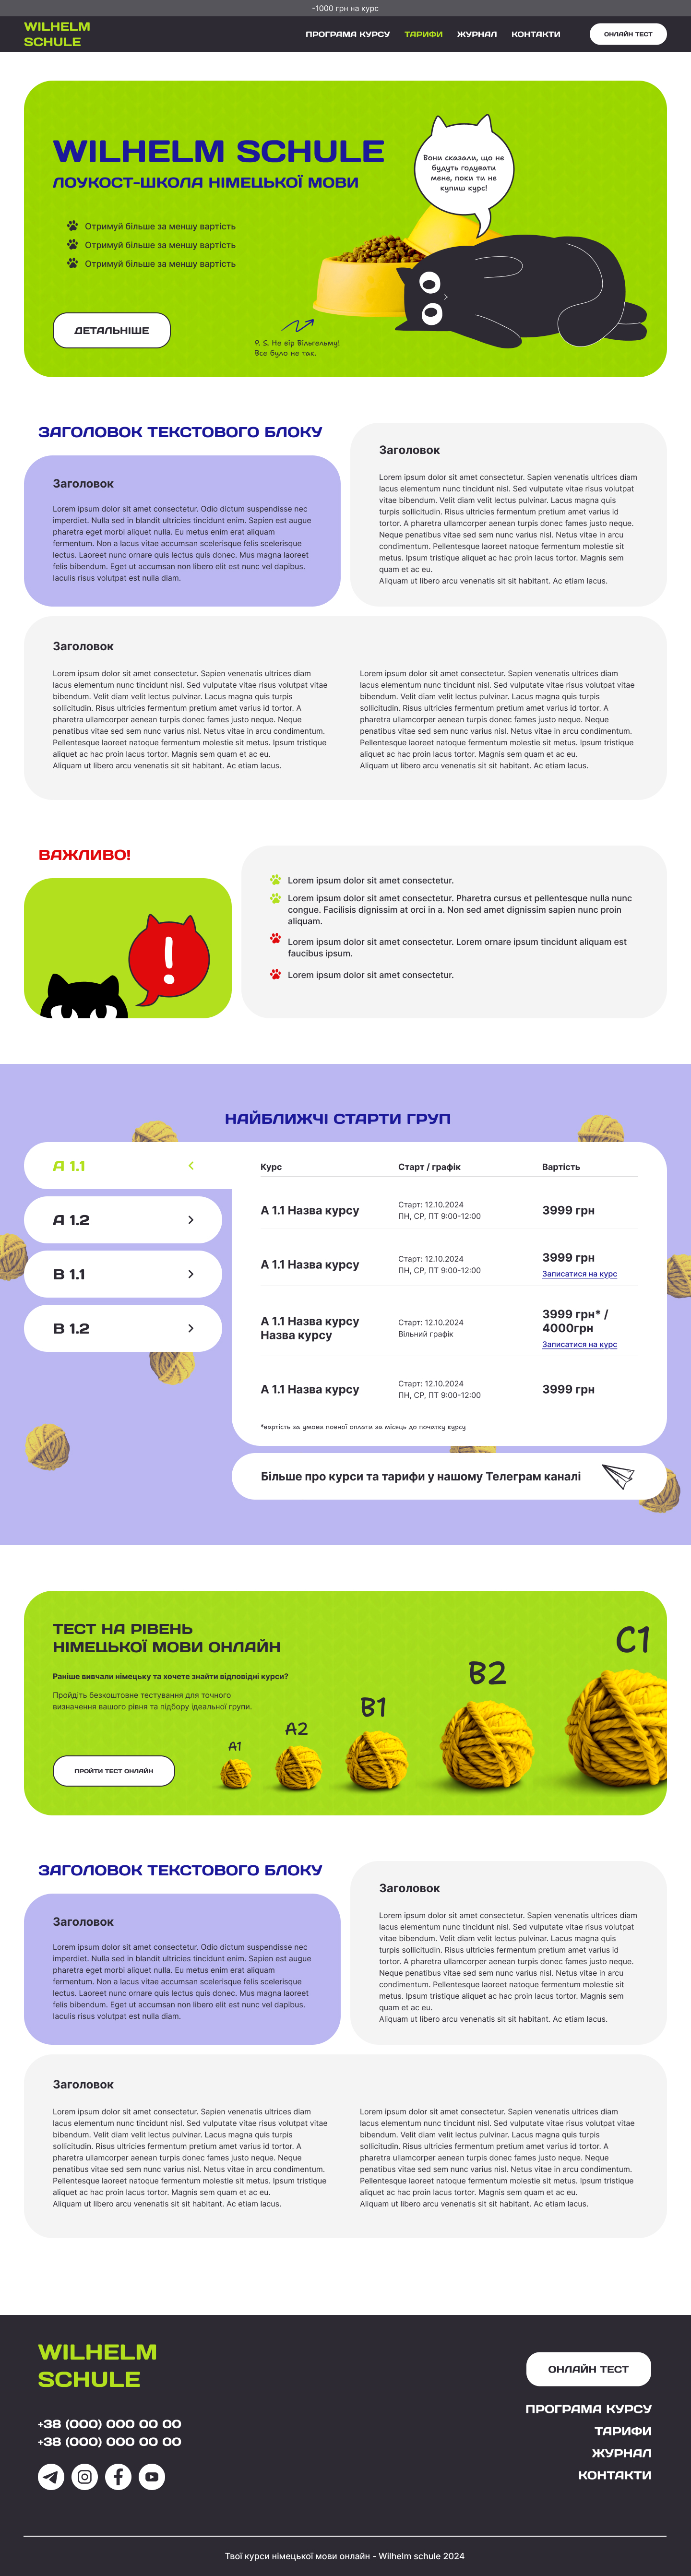 -1000 грн на курс
WILHELM
SCHULE
ПРОГРАМА КУРСУ ТАРИФИ ЖУРНАЛ КОНТАКТИ ОНЛАЙН ТЕСТ
WILHELM SCHULE
ЛОУКОСТ-ШКОЛА НІМЕЦЬКОЇ МОВИ
Отримуй більше за меншу вартість
Отримуй більше за меншу вартість
Отримуй більше за меншу вартість
ДЕТАЛЬНІШЕ
Вони сказали, що не
будуть годувати
мене, поки ти не
купиш курс!
P. S. Не вір Вільгельму!
Все було не так.
ЗАГОЛОВОК ТЕКСТОВОГО БЛОКУ
Заголовок
Lorem ipsum dolor sit amet consectetur. Odio dictum suspendisse nec
imperdiet. Nulla sed in blandit ultricies tincidunt enim. Sapien est augue
pharetra eget morbi aliquet nulla. Eu metus enim erat aliquam
fermentum. Non a lacus vitae accumsan scelerisque felis scelerisque
lectus. Laoreet nunc ornare quis lectus quis donec. Mus magna laoreet
felis bibendum. Eget ut accumsan non libero elit est nunc vel dapibus.
Iaculis risus volutpat est nulla diam.
Заголовок
Lorem ipsum dolor sit amet consectetur. Sapien venenatis ultrices diam
lacus elementum nunc tincidunt nisl. Sed vulputate vitae risus volutpat
vitae bibendum. Velit diam velit lectus pulvinar. Lacus magna quis
turpis sollicitudin. Risus ultricies fermentum pretium amet varius id
tortor. A pharetra ullamcorper aenean turpis donec fames justo neque.
Neque penatibus vitae sed sem nunc varius nisl. Netus vitae in arcu
condimentum. Pellentesque laoreet natoque fermentum molestie sit
metus. Ipsum tristique aliquet ac hac proin lacus tortor. Magnis sem
quam et ac eu.
Aliquam ut libero arcu venenatis sit sit habitant. Ac etiam lacus.
Заголовок
Lorem ipsum dolor sit amet consectetur. Sapien venenatis ultrices diam
lacus elementum nunc tincidunt nisl. Sed vulputate vitae risus volutpat vitae
bibendum. Velit diam velit lectus pulvinar. Lacus magna quis turpis
sollicitudin. Risus ultricies fermentum pretium amet varius id tortor. A
pharetra ullamcorper aenean turpis donec fames justo neque. Neque
penatibus vitae sed sem nunc varius nisl. Netus vitae in arcu condimentum.
Pellentesque laoreet natoque fermentum molestie sit metus. Ipsum tristique
aliquet ac hac proin lacus tortor. Magnis sem quam et ac eu.
Aliquam ut libero arcu venenatis sit sit habitant. Ac etiam lacus.
Lorem ipsum dolor sit amet consectetur. Sapien venenatis ultrices diam
lacus elementum nunc tincidunt nisl. Sed vulputate vitae risus volutpat vitae
bibendum. Velit diam velit lectus pulvinar. Lacus magna quis turpis
sollicitudin. Risus ultricies fermentum pretium amet varius id tortor. A
pharetra ullamcorper aenean turpis donec fames justo neque. Neque
penatibus vitae sed sem nunc varius nisl. Netus vitae in arcu condimentum.
Pellentesque laoreet natoque fermentum molestie sit metus. Ipsum tristique
aliquet ac hac proin lacus tortor. Magnis sem quam et ac eu.
Aliquam ut libero arcu venenatis sit sit habitant. Ac etiam lacus.
ВАЖЛИВО!
!
Lorem ipsum dolor sit amet consectetur.
Lorem ipsum dolor sit amet consectetur. Pharetra cursus et pellentesque nulla nunc
congue. Facilisis dignissim at orci in a. Non sed amet dignissim sapien nunc proin
aliquam.
Lorem ipsum dolor sit amet consectetur. Lorem ornare ipsum tincidunt aliquam est
faucibus ipsum.
Lorem ipsum dolor sit amet consectetur.
НАЙБЛИЖЧІ СТАРТИ ГРУП
A 1.1
A 1.2
B 1.1
B 1.2
Курс Старт / графік Вартість
А 1.1 Назва курсу
Старт: 12.10.2024
ПН, СР, ПТ 9:00-12:00
3999 грн
А 1.1 Назва курсу
Старт: 12.10.2024
ПН, СР, ПТ 9:00-12:00
3999 грн
Записатися на курс
А 1.1 Назва курсу
Назва курсу
Старт: 12.10.2024
Вільний графік
3999 грн* /
4000грн
Записатися на курс
А 1.1 Назва курсу
Старт: 12.10.2024
ПН, СР, ПТ 9:00-12:00
3999 грн
*вартість за умови повної оплати за місяць до початку курсу
Більше про курси та тарифи у нашому Телеграм каналі
ТЕСТ НА РІВЕНЬ
НІМЕЦЬКОЇ МОВИ ОНЛАЙН
Раніше вивчали німецьку та хочете знайти відповідні курси?
Пройдіть безкоштовне тестування для точного
визначення вашого рівня та підбору ідеальної групи.
ПРОЙТИ ТЕСТ ОНЛАЙН
A1
A2
B1
B2
C1
ЗАГОЛОВОК ТЕКСТОВОГО БЛОКУ
Заголовок
Lorem ipsum dolor sit amet consectetur. Odio dictum suspendisse nec
imperdiet. Nulla sed in blandit ultricies tincidunt enim. Sapien est augue
pharetra eget morbi aliquet nulla. Eu metus enim erat aliquam
fermentum. Non a lacus vitae accumsan scelerisque felis scelerisque
lectus. Laoreet nunc ornare quis lectus quis donec. Mus magna laoreet
felis bibendum. Eget ut accumsan non libero elit est nunc vel dapibus.
Iaculis risus volutpat est nulla diam.
Заголовок
Lorem ipsum dolor sit amet consectetur. Sapien venenatis ultrices diam
lacus elementum nunc tincidunt nisl. Sed vulputate vitae risus volutpat
vitae bibendum. Velit diam velit lectus pulvinar. Lacus magna quis
turpis sollicitudin. Risus ultricies fermentum pretium amet varius id
tortor. A pharetra ullamcorper aenean turpis donec fames justo neque.
Neque penatibus vitae sed sem nunc varius nisl. Netus vitae in arcu
condimentum. Pellentesque laoreet natoque fermentum molestie sit
metus. Ipsum tristique aliquet ac hac proin lacus tortor. Magnis sem
quam et ac eu.
Aliquam ut libero arcu venenatis sit sit habitant. Ac etiam lacus.
Заголовок
Lorem ipsum dolor sit amet consectetur. Sapien venenatis ultrices diam
lacus elementum nunc tincidunt nisl. Sed vulputate vitae risus volutpat vitae
bibendum. Velit diam velit lectus pulvinar. Lacus magna quis turpis
sollicitudin. Risus ultricies fermentum pretium amet varius id tortor. A
pharetra ullamcorper aenean turpis donec fames justo neque. Neque
penatibus vitae sed sem nunc varius nisl. Netus vitae in arcu condimentum.
Pellentesque laoreet natoque fermentum molestie sit metus. Ipsum tristique
aliquet ac hac proin lacus tortor. Magnis sem quam et ac eu.
Aliquam ut libero arcu venenatis sit sit habitant. Ac etiam lacus.
Lorem ipsum dolor sit amet consectetur. Sapien venenatis ultrices diam
lacus elementum nunc tincidunt nisl. Sed vulputate vitae risus volutpat vitae
bibendum. Velit diam velit lectus pulvinar. Lacus magna quis turpis
sollicitudin. Risus ultricies fermentum pretium amet varius id tortor. A
pharetra ullamcorper aenean turpis donec fames justo neque. Neque
penatibus vitae sed sem nunc varius nisl. Netus vitae in arcu condimentum.
Pellentesque laoreet natoque fermentum molestie sit metus. Ipsum tristique
aliquet ac hac proin lacus tortor. Magnis sem quam et ac eu.
Aliquam ut libero arcu venenatis sit sit habitant. Ac etiam lacus.
WILHELM
SCHULE
+38 (000) 000 00 00
+38 (000) 000 00 00
ОНЛАЙН ТЕСТ
ПРОГРАМА КУРСУ
ТАРИФИ
ЖУРНАЛ
КОНТАКТИ
Твої курси німецької мови онлайн - Wilhelm schule 2024